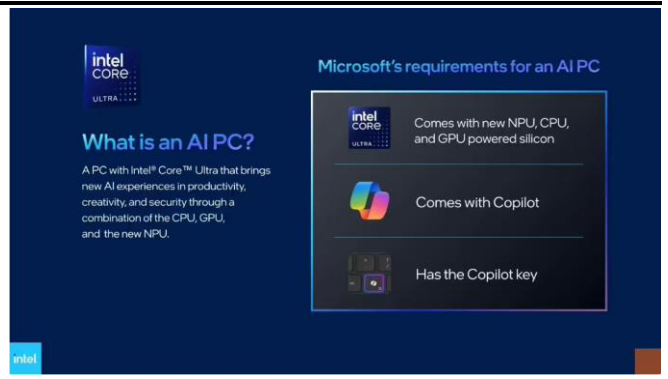 intel
CORE
ULTRA
What is an AI PC?
A PC with Intel® Core™ Ultra that brings
new AI experiences in productivity,
creativity, and security through a
combination of the CPU, GPU,
and the new NPU.
Microsoft's requirements for an AI PC
intel
CORE
ULTRA
Comes with new NPU, CPU,
and GPU powered silicon
Comes with Copilot
Has the Copilot key
intel